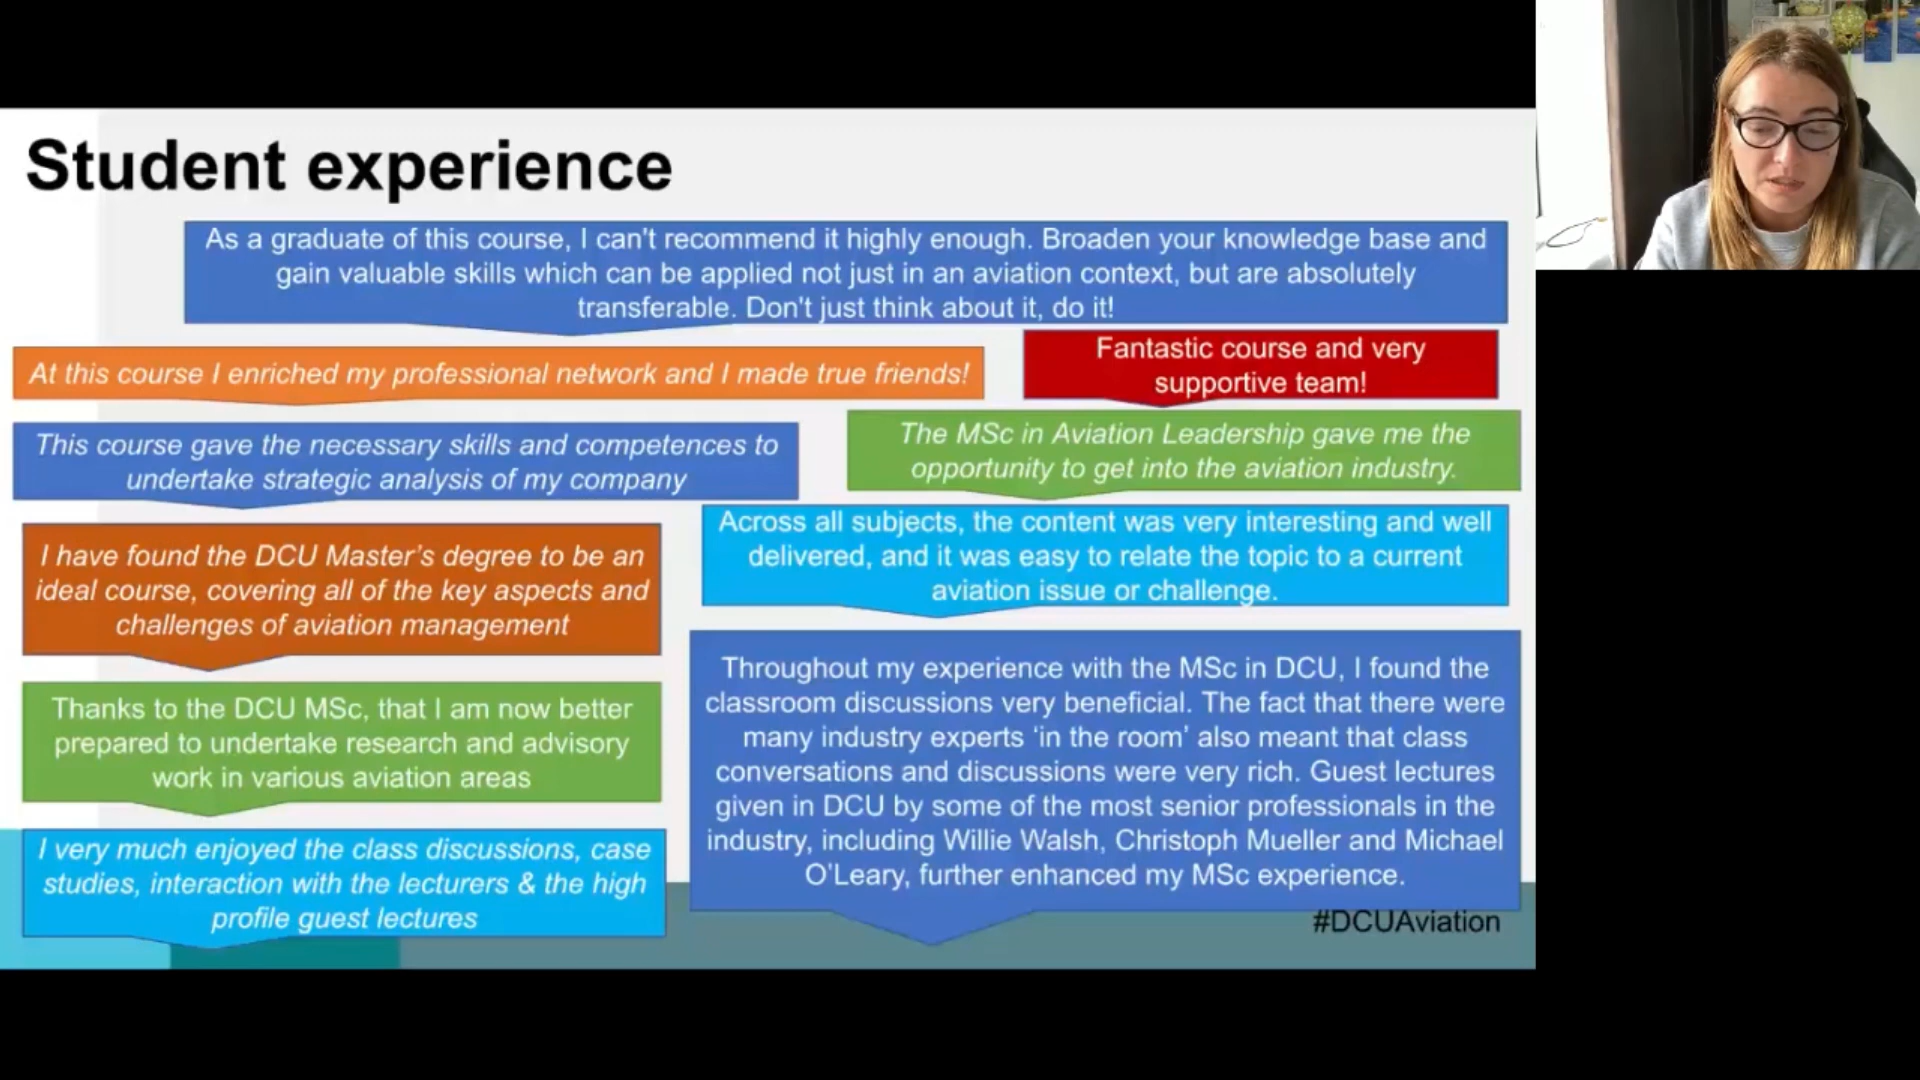 Student experience
As a graduate of this course, I can't recommend it highly enough. Broaden your knowledge base and
gain valuable skills which can be applied not just in an aviation context, but are absolutely
transferable. Don't just think about it, do it!
At this course I enriched my professional network and I made true friends!
Fantastic course and very
supportive team!
This course gave the necessary skills and competences to
undertake strategic analysis of my company
The MSc in Aviation Leadership gave me the
opportunity to get into the aviation industry.
I have found the DCU Master's degree to be an
ideal course, covering all of the key aspects and
challenges of aviation management
Across all subjects, the content was very interesting and well
delivered, and it was easy to relate the topic to a current
aviation issue or challenge.
Thanks to the DCU MSc, that I am now better
prepared to undertake research and advisory
work in various aviation areas
Throughout my experience with the MSc in DCU, I found the
classroom discussions very beneficial. The fact that there were
many industry experts ‘in the room’ also meant that class
conversations and discussions were very rich. Guest lectures
given in DCU by some of the most senior professionals in the
industry, including Willie Walsh, Christoph Mueller and Michael
O'Leary, further enhanced my MSc experience.
I very much enjoyed the class discussions, case
studies, interaction with the lecturers & the high
profile guest lectures
#DCUAviation